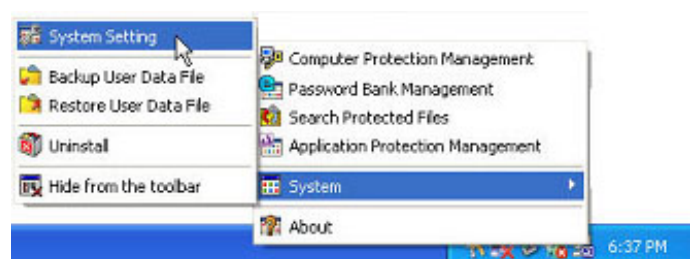 System Setting
Backup User Data File
Restore User Data File
Uninstall
Hide from the toolbar
Computer Protection Management
Password Bank Management
Search Protected Files
Application Protection Management
System
About
6:37 PM